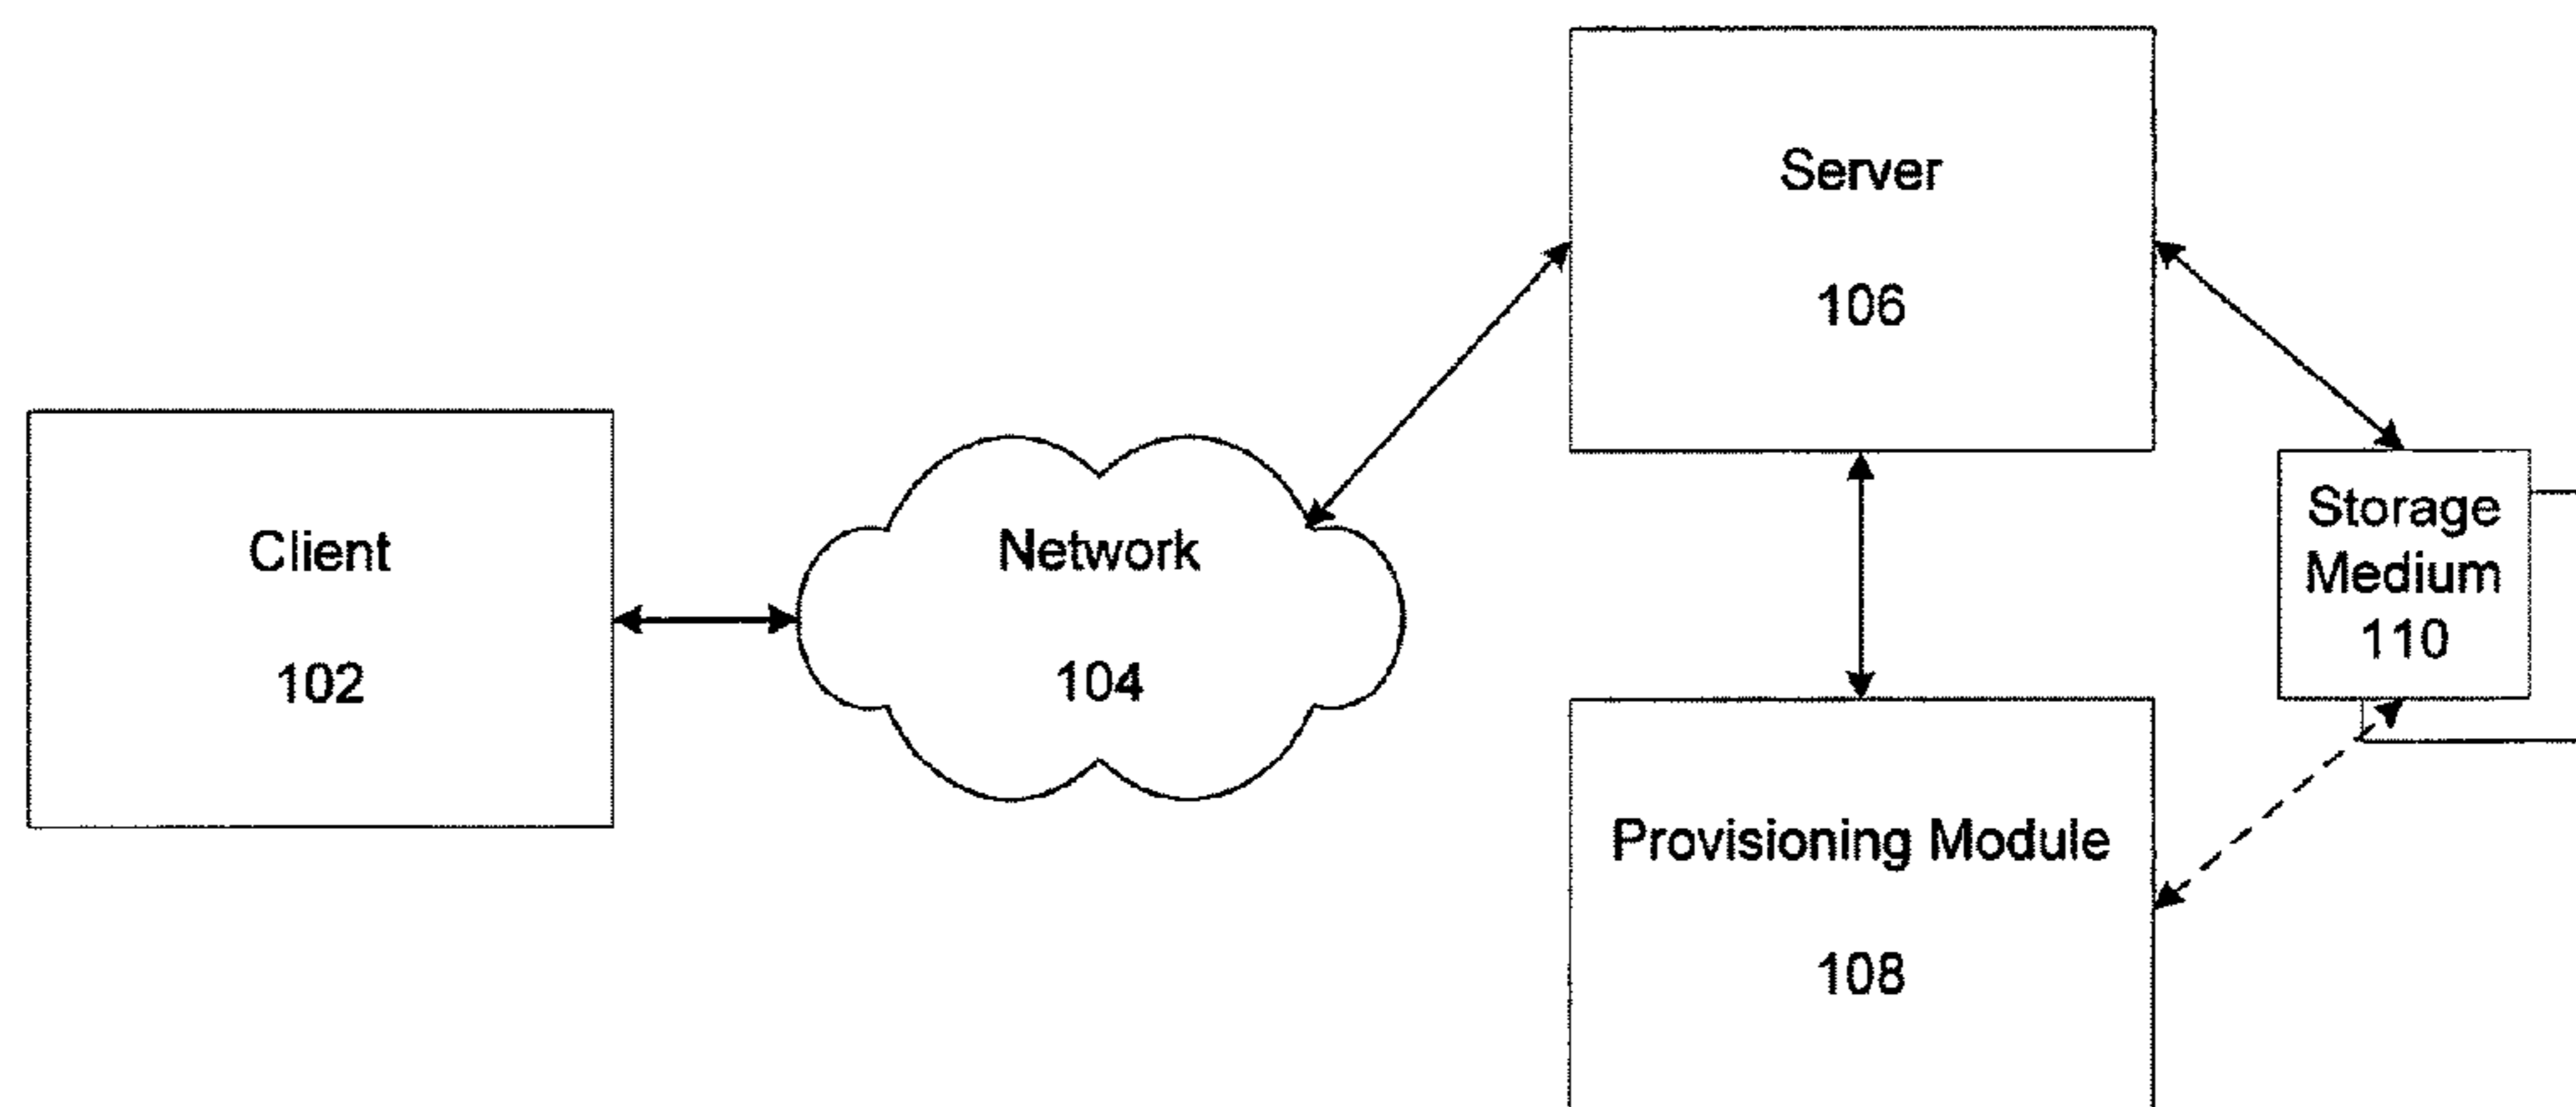 Server
106
Client
102
Network
104
Storage
Medium
110
Provisioning Module
108